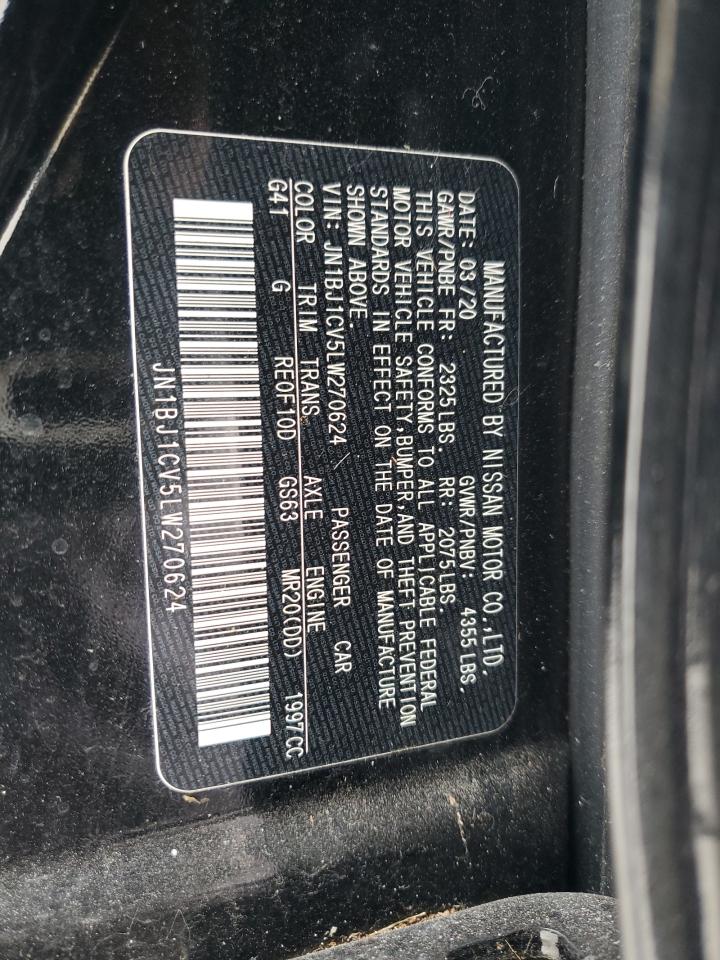 MANUFACTURED BY NISSAN MOTOR CO.,LTD.
DATE: 03/20 GVWR/PNBV: 4355 LBS.
GAWR/PNBE FR: 2325 LBS. RR: 2075 LBS.
THIS VEHICLE CONFORMS TO ALL APPLICABLE FEDERAL
MOTOR VEHICLE SAFETY,BUMPER,AND THEFT PREVENTION
STANDARDS IN EFFECT ON THE DATE OF MANUFACTURE
SHOWN ABOVE.
VIN: JN1BJ1CV5LW270624 / PASSENGER CAR
COLOR TRIM TRANS. AXLE ENGINE
G41 G RE0F10D GS63 MR20(DD) 1997CC
JN1BJ1CV5LW270624